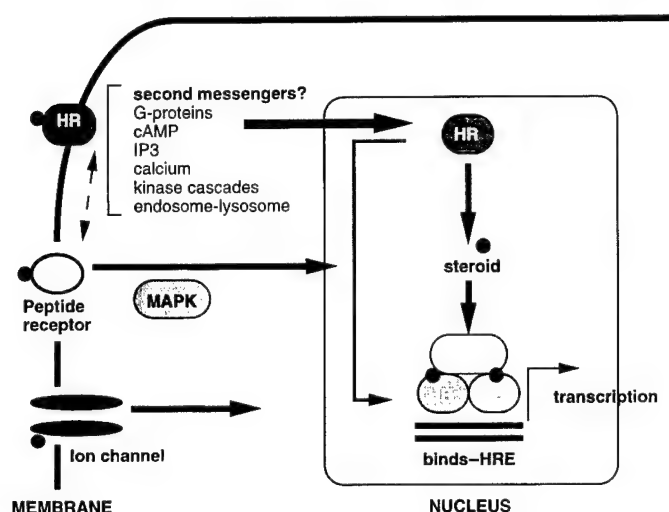 HR
second messengers?
G-proteins
cAMP
IP3
calcium
kinase cascades
endosome-lysosome
HR
steroid
Peptide
receptor
MAPK
transcription
Ion channel
binds–HRE
MEMBRANE
NUCLEUS